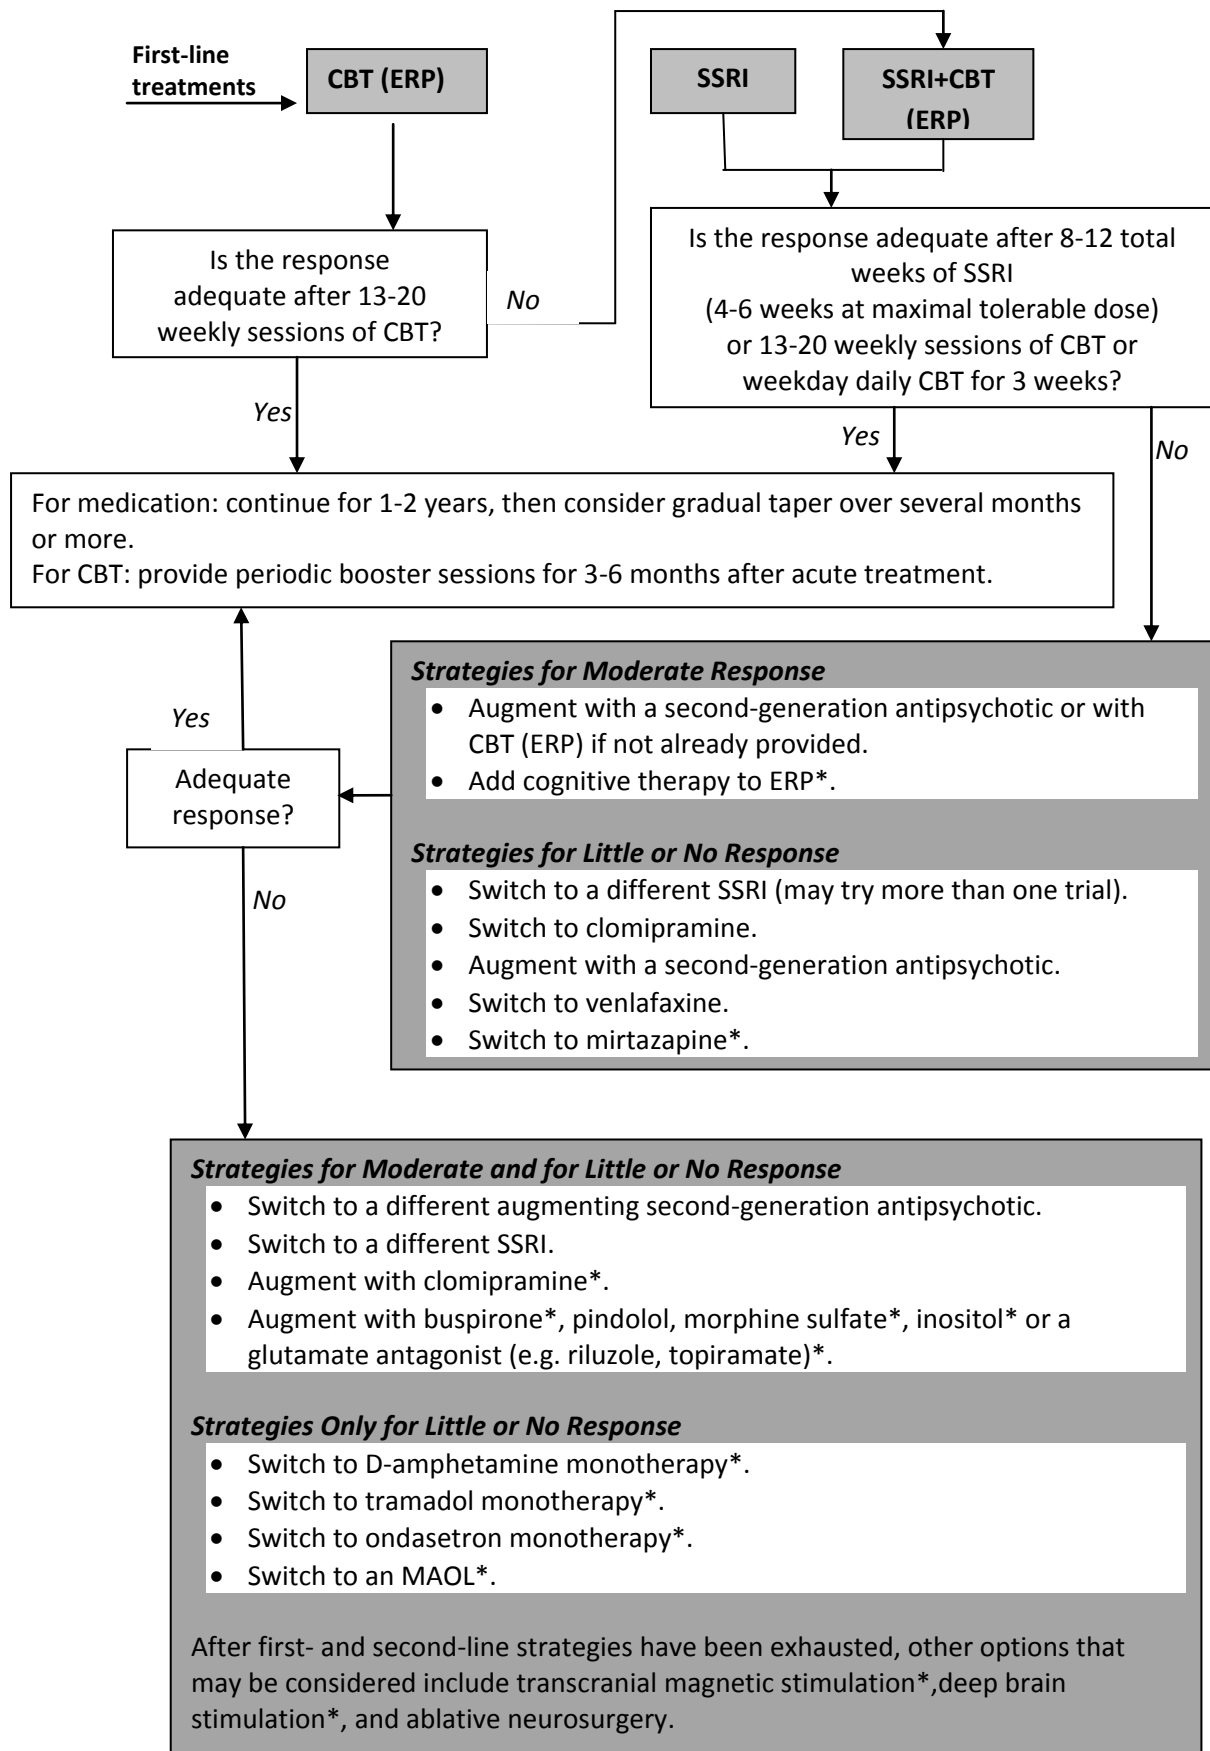 First-line
treatments
CBT (ERP)
SSRI
SSRI+CBT
(ERP)
Is the response
adequate after 13-20
weekly sessions of CBT?
No
Is the response adequate after 8-12 total
weeks of SSRI
(4-6 weeks at maximal tolerable dose)
or 13-20 weekly sessions of CBT or
weekday daily CBT for 3 weeks?
Yes
Yes
No
For medication: continue for 1-2 years, then consider gradual taper over several months
or more.
For CBT: provide periodic booster sessions for 3-6 months after acute treatment.
Yes
Adequate
response?
No
Strategies for Moderate Response
• Augment with a second-generation antipsychotic or with
CBT (ERP) if not already provided.
• Add cognitive therapy to ERP*.
Strategies for Little or No Response
• Switch to a different SSRI (may try more than one trial).
• Switch to clomipramine.
• Augment with a second-generation antipsychotic.
• Switch to venlafaxine.
• Switch to mirtazapine*.
Strategies for Moderate and for Little or No Response
• Switch to a different augmenting second-generation antipsychotic.
• Switch to a different SSRI.
• Augment with clomipramine*.
• Augment with buspirone*, pindolol, morphine sulfate*, inositol* or a
glutamate antagonist (e.g. riluzole, topiramate)*.
Strategies Only for Little or No Response
• Switch to D-amphetamine monotherapy*.
• Switch to tramadol monotherapy*.
• Switch to ondasetron monotherapy*.
• Switch to an MAOL*.
After first- and second-line strategies have been exhausted, other options that
may be considered include transcranial magnetic stimulation*,deep brain
stimulation*, and ablative neurosurgery.